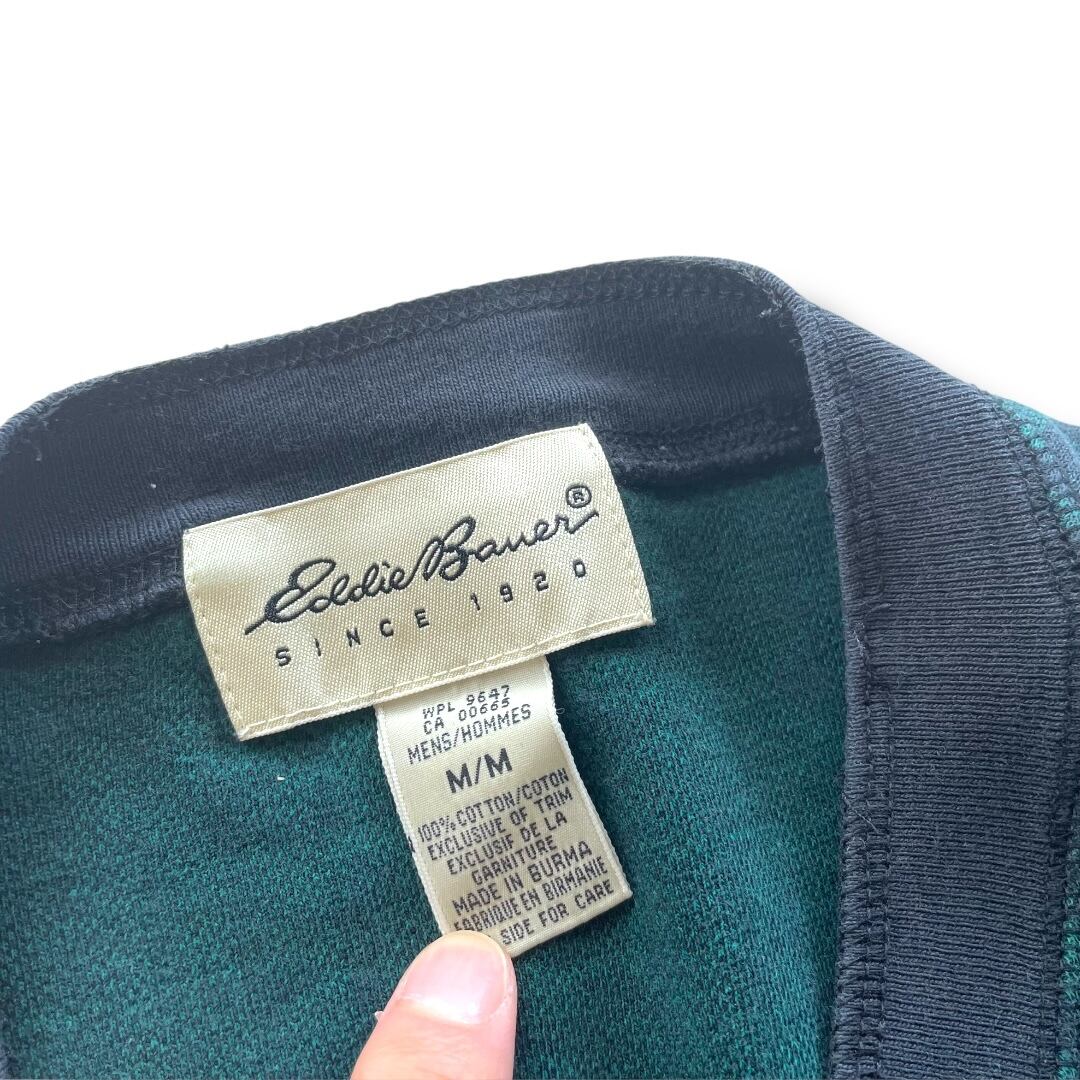 Eddie Bauer®
SINCE 1920
WPL 9647
CA 00665
MENS/HOMMES
M/M
100% COTTON/COTON
EXCLUSIVE OF TRIM
EXCLUSIF DE LA
GARNITURE
MADE IN BURMA
FABRIQUE EN BIRMANIE
SIDE FOR CARE